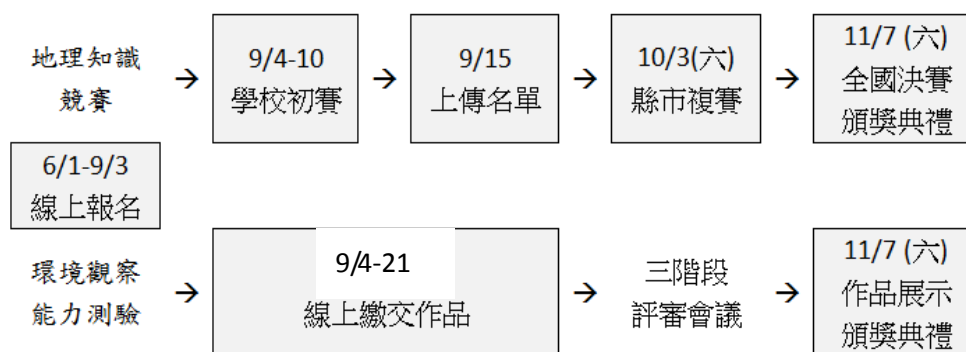 地理知識
競賽
→
9/4-10
學校初賽
→
9/15
上傳名單
→
10/3(六)
縣市複賽
→
11/7 (六)
全國決賽
頒獎典禮
6/1-9/3
線上報名
環境觀察
能力測驗
→
9/4-21
線上繳交作品
→
三階段
評審會議
→
11/7 (六)
作品展示
頒獎典禮